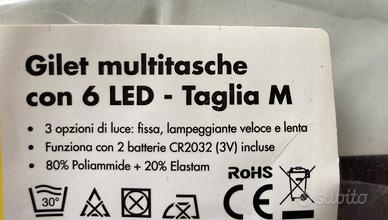 Gilet multitasche
con 6 LED - Taglia M
• 3 opzioni di luce: fissa, lampeggiante veloce e lenta
• Funziona con 2 batterie CR2032 (3V) incluse
• 80% Poliammide + 20% Elastam
RoHS
30°
CE
subito